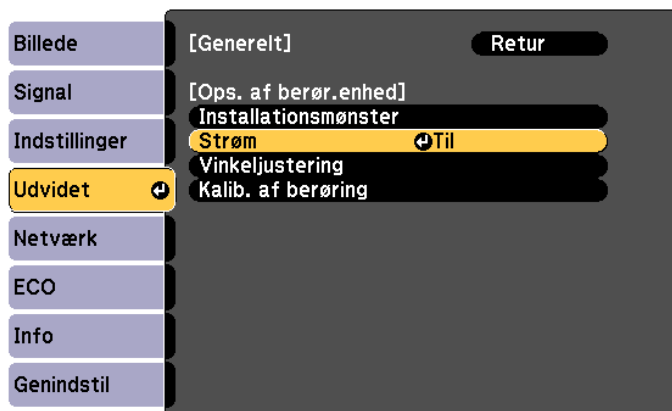 Billede
Signal
Indstillinger
Udvidet
Netværk
ECO
Info
Genindstil
[Generelt] Retur
[Ops. af berør.enhed]
Installationsmønster
Strøm Til
Vinkeljustering
Kalib. af berøring